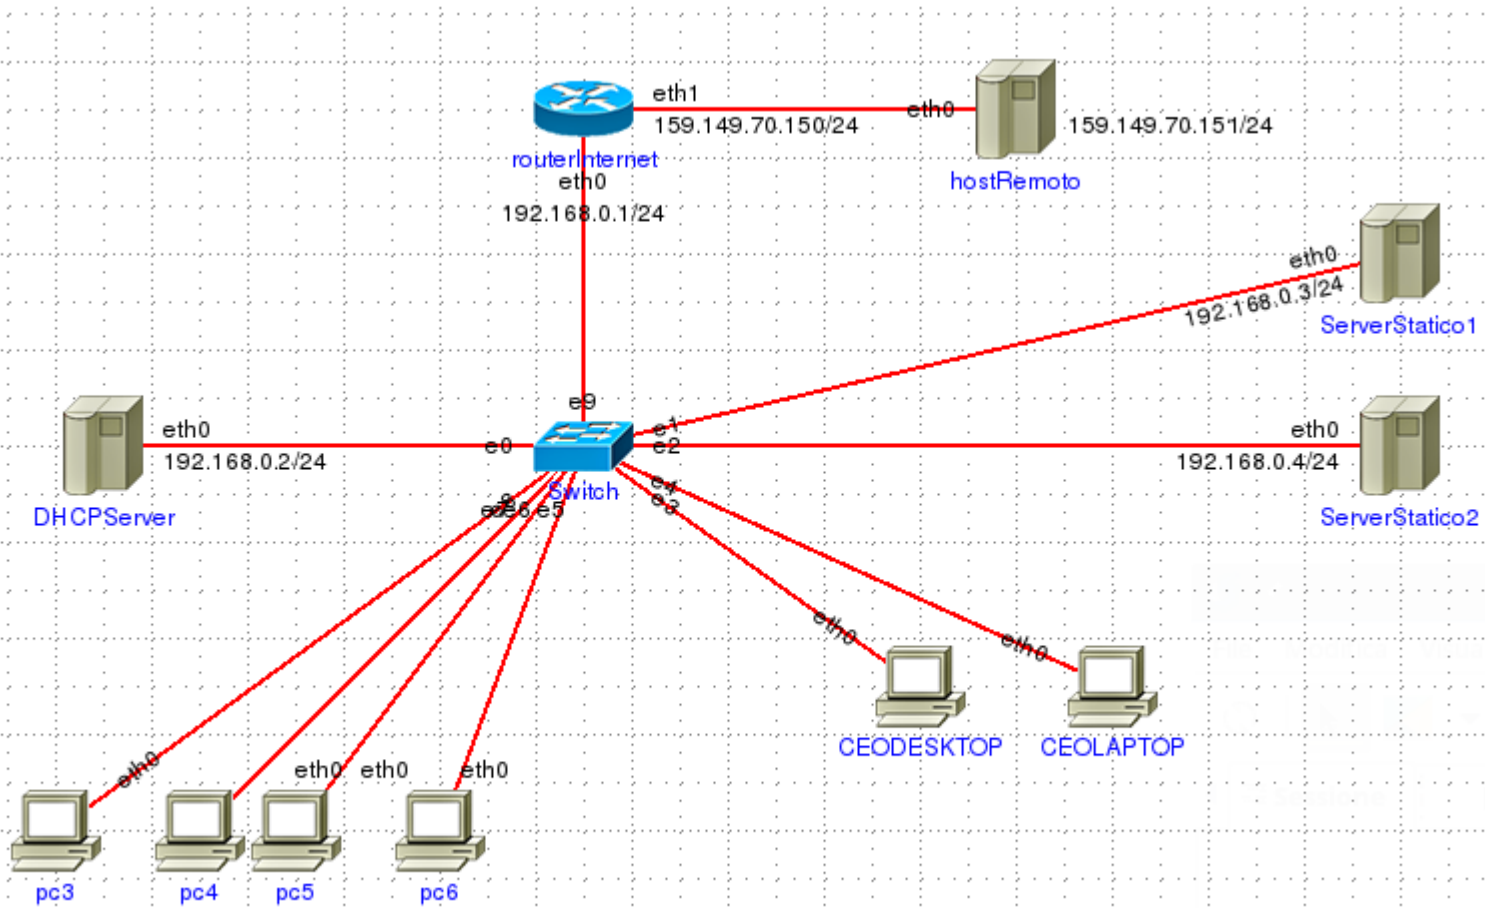 eth1
eth0
159.149.70.150/24
159.149.70.151/24
routerInternet
hostRemoto
eth0
192.168.0.1/24
eth0
192.168.0.3/24
ServerStatico1
e9
eth0
192.168.0.2/24
e0
e1
e2
eth0
192.168.0.4/24
DHCPServer
Switch
e4
e3
e6
e5
ServerStatico2
eth0
eth0
CEODESKTOP
CEOLAPTOP
eth0
eth0
eth0
eth0
pc3
pc4
pc5
pc6